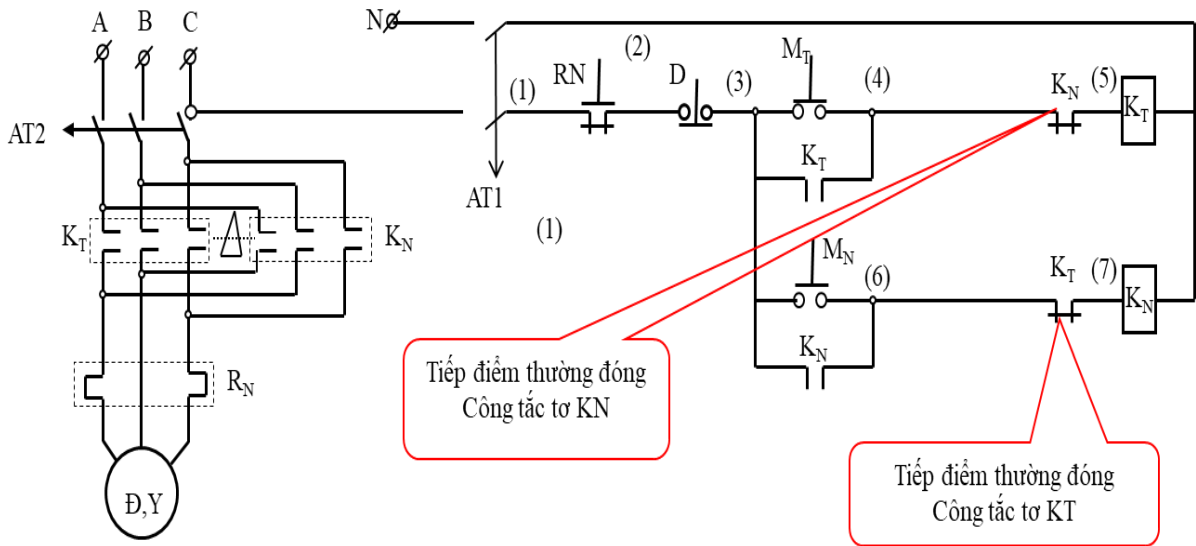 A
B
C
N
(1)
RN
(2)
D
(3)
MT
(4)
KN
(5)
KT
AT2
AT1
KT
(1)
KT
KN
MN
(6)
KT
(7)
KN
KN
RN
Đ,Y
Tiếp điểm thường đóng
Công tắc tơ KN
Tiếp điểm thường đóng
Công tắc tơ KT